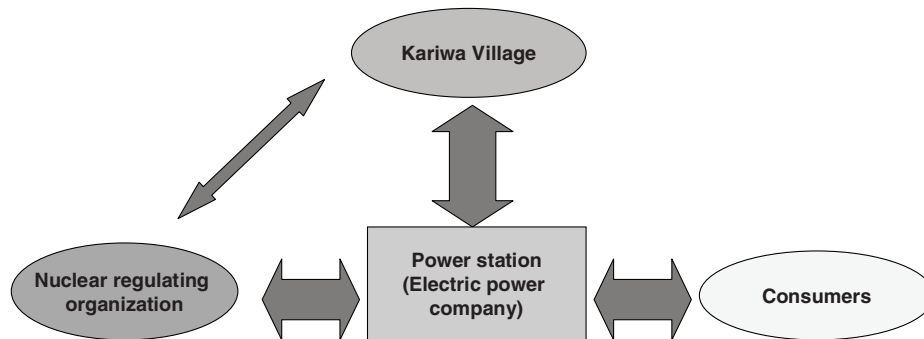 Kariwa Village
Power station
(Electric power
company)
Nuclear regulating
organization
Consumers